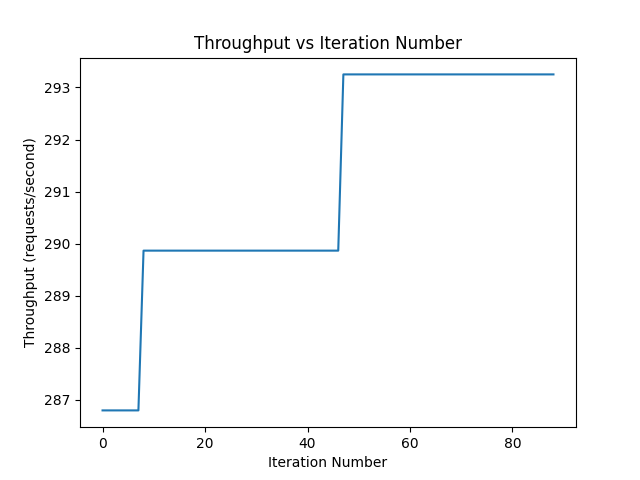 Throughput vs Iteration Number
Throughput (requests/second)
293
292
291
290
289
288
287
0 20 40 60 80
Iteration Number